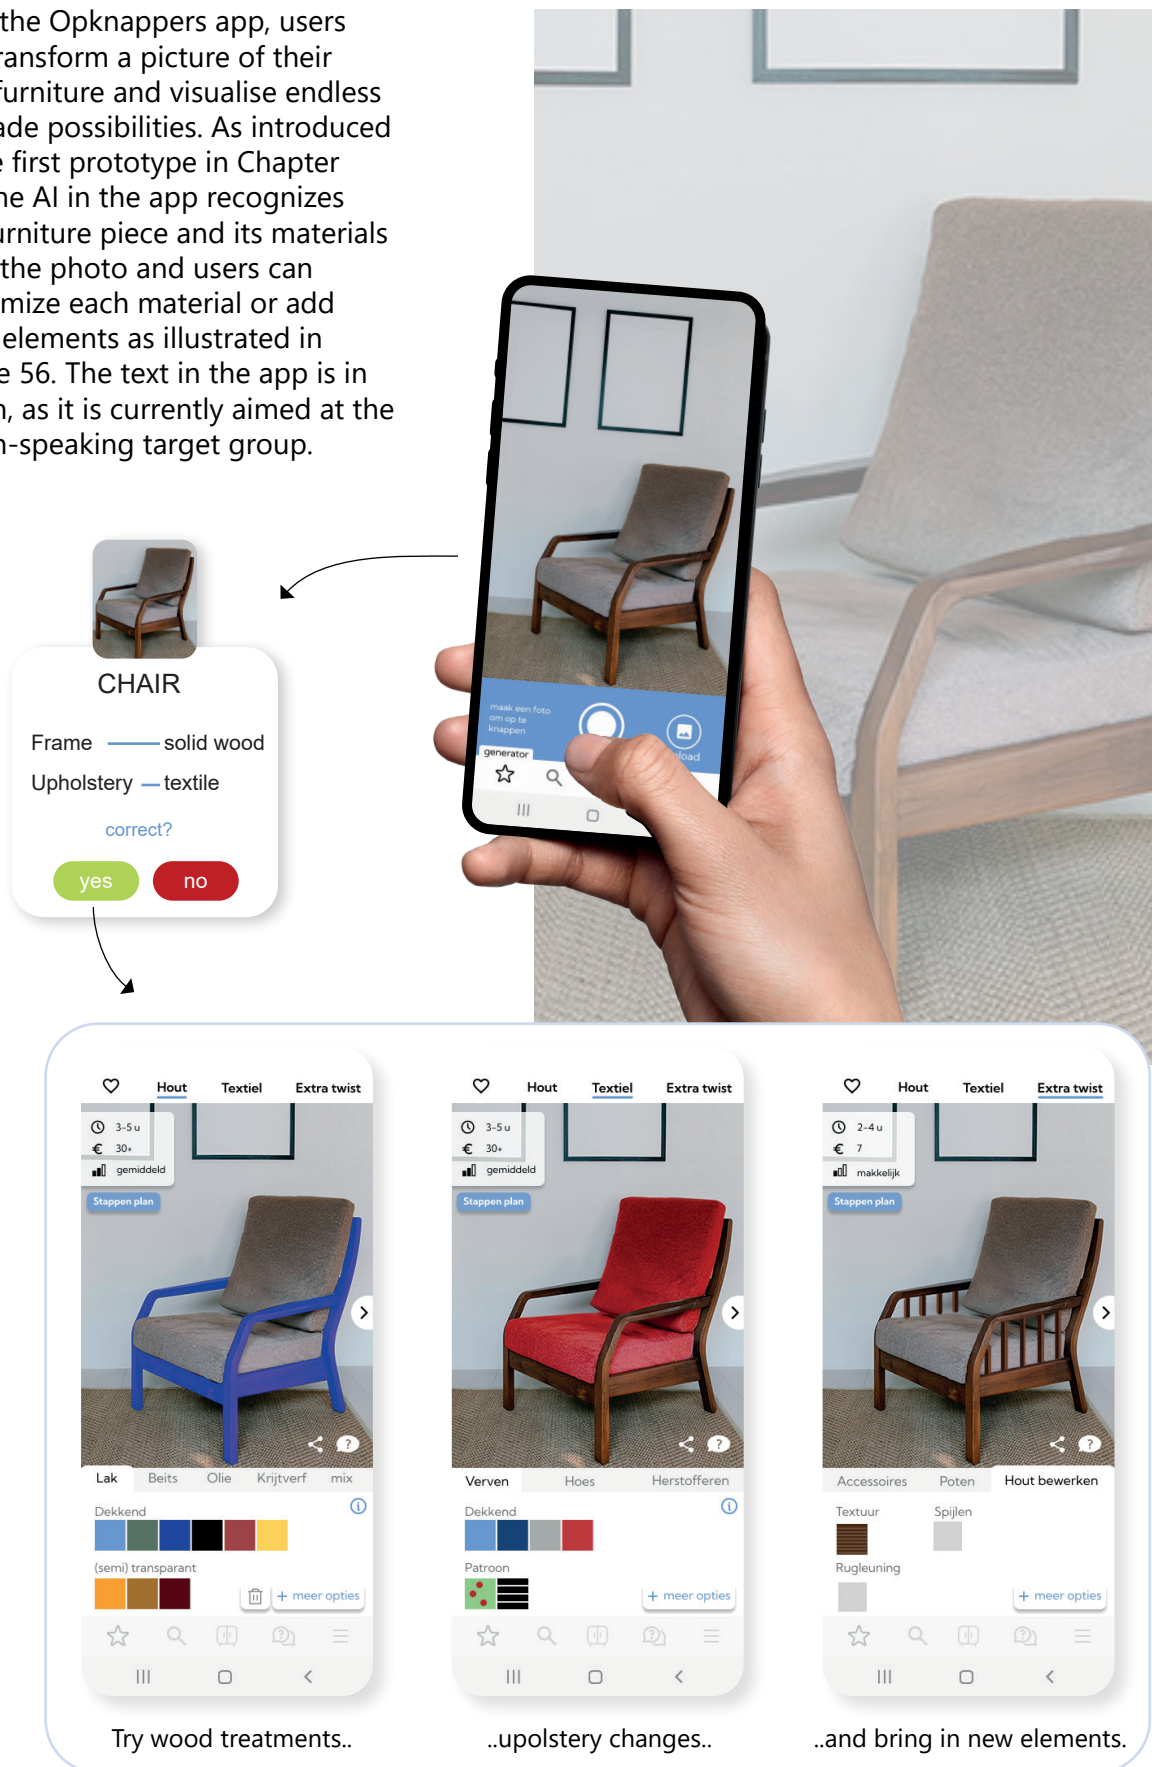 the Opknappers app, users
ransform a picture of their
furniture and visualise endless
ade possibilities. As introduced
e first prototype in Chapter
he AI in the app recognizes
urniture piece and its materials
the photo and users can
mize each material or add
elements as illustrated in
e 56. The text in the app is in
n, as it is currently aimed at the
n-speaking target group.
maak een foto
om op te
knappen
load
generator
CHAIR
Frame solid wood
Upholstery textile
correct?
yes no
Hout Textiel Extra twist
3-5 u
€ 30+
gemiddeld
Stappen plan
Lak Beits Olie Krijtverf mix
Dekkend
(semi) transparant
+ meer opties
Hout Textiel Extra twist
3-5 u
€ 30+
gemiddeld
Stappen plan
Verven Hoes Herstofferen
Dekkend
Patroon
+ meer opties
Hout Textiel Extra twist
2-4 u
€ 7
makkelijk
Stappen plan
Accessoires Poten Hout bewerken
Textuur Spijlen
Rugleuning
+ meer opties
Try wood treatments..
..upolstery changes..
..and bring in new elements.